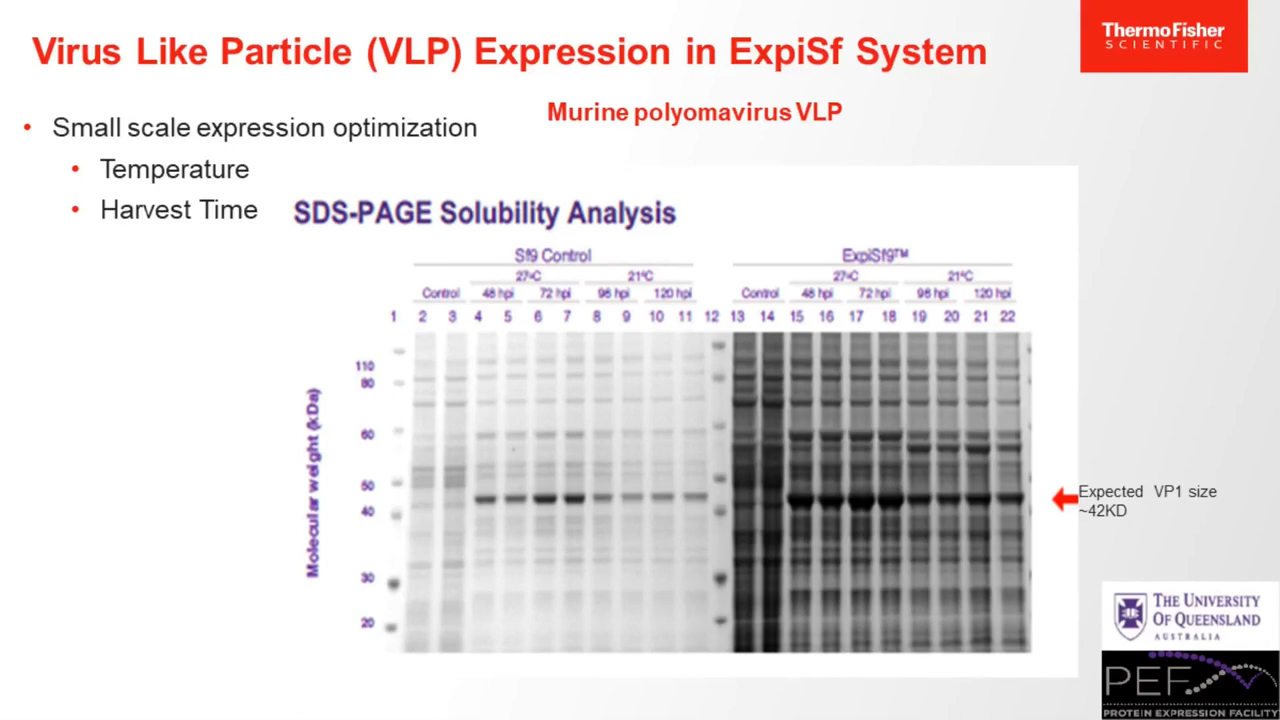 Virus Like Particle (VLP) Expression in ExpiSf System
ThermoFisher
SCIENTIFIC
• Small scale expression optimization
• Temperature
• Harvest Time
Murine polyomavirus VLP
SDS-PAGE Solubility Analysis
Sf9 Control ExpiSf9™
27ºC 21ºC 27ºC 21ºC
Control 48 hpi 72 hpi 96 hpi 120 hpi Control 48 hpi 72 hpi 96 hpi 120 hpi
1 2 3 4 5 6 7 8 9 10 11 12 13 14 15 16 17 18 19 20 21 22
Molecular weight (kDa)
110
80
60
50
40
30
20
Expected VP1 size
~42KD
THE UNIVERSITY
OF QUEENSLAND
AUSTRALIA
PEF
PROTEIN EXPRESSION FACILITY